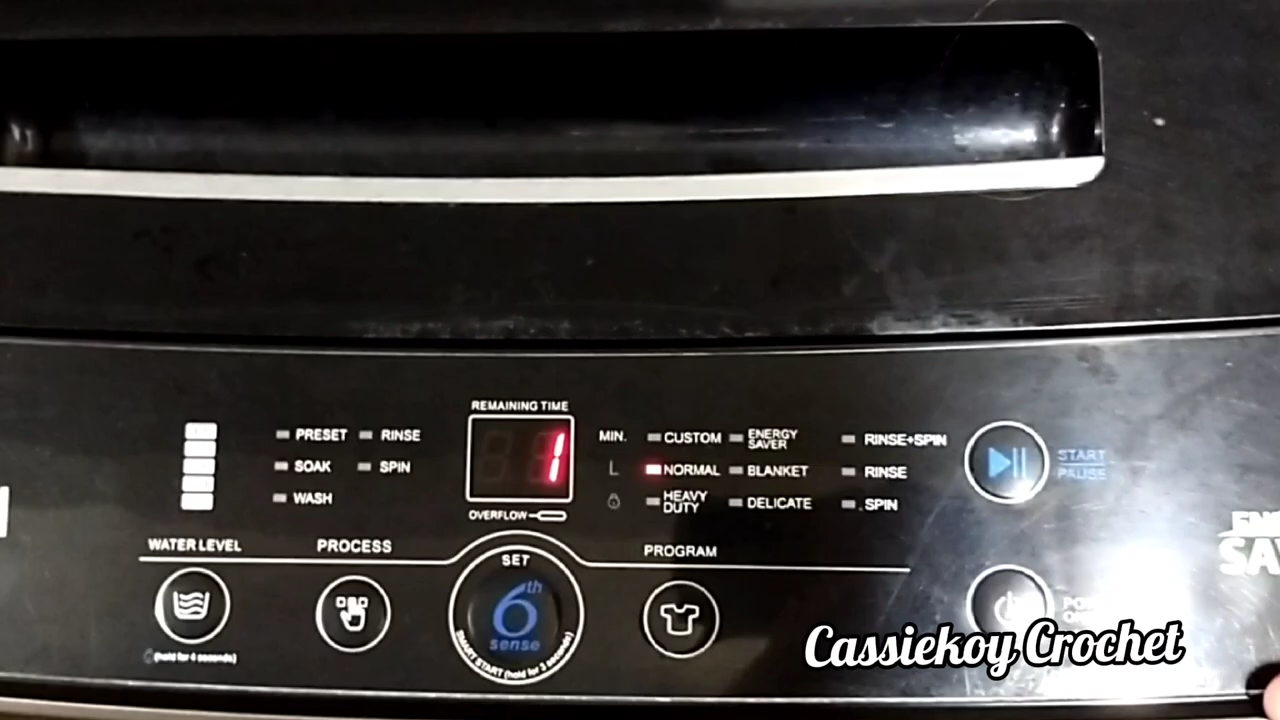 REMAINING TIME
PRESET RINSE
SOAK SPIN
WASH
1
MIN.
L
CUSTOM ENERGY SAVER RINSE+SPIN
NORMAL BLANKET RINSE
HEAVY DUTY DELICATE SPIN
START
PAUSE
OVERFLOW
WATER LEVEL PROCESS SET PROGRAM
6th
sense
SMART START (hold for 3 seconds)
(hold for 4 seconds)
Cassiekoy Crochet